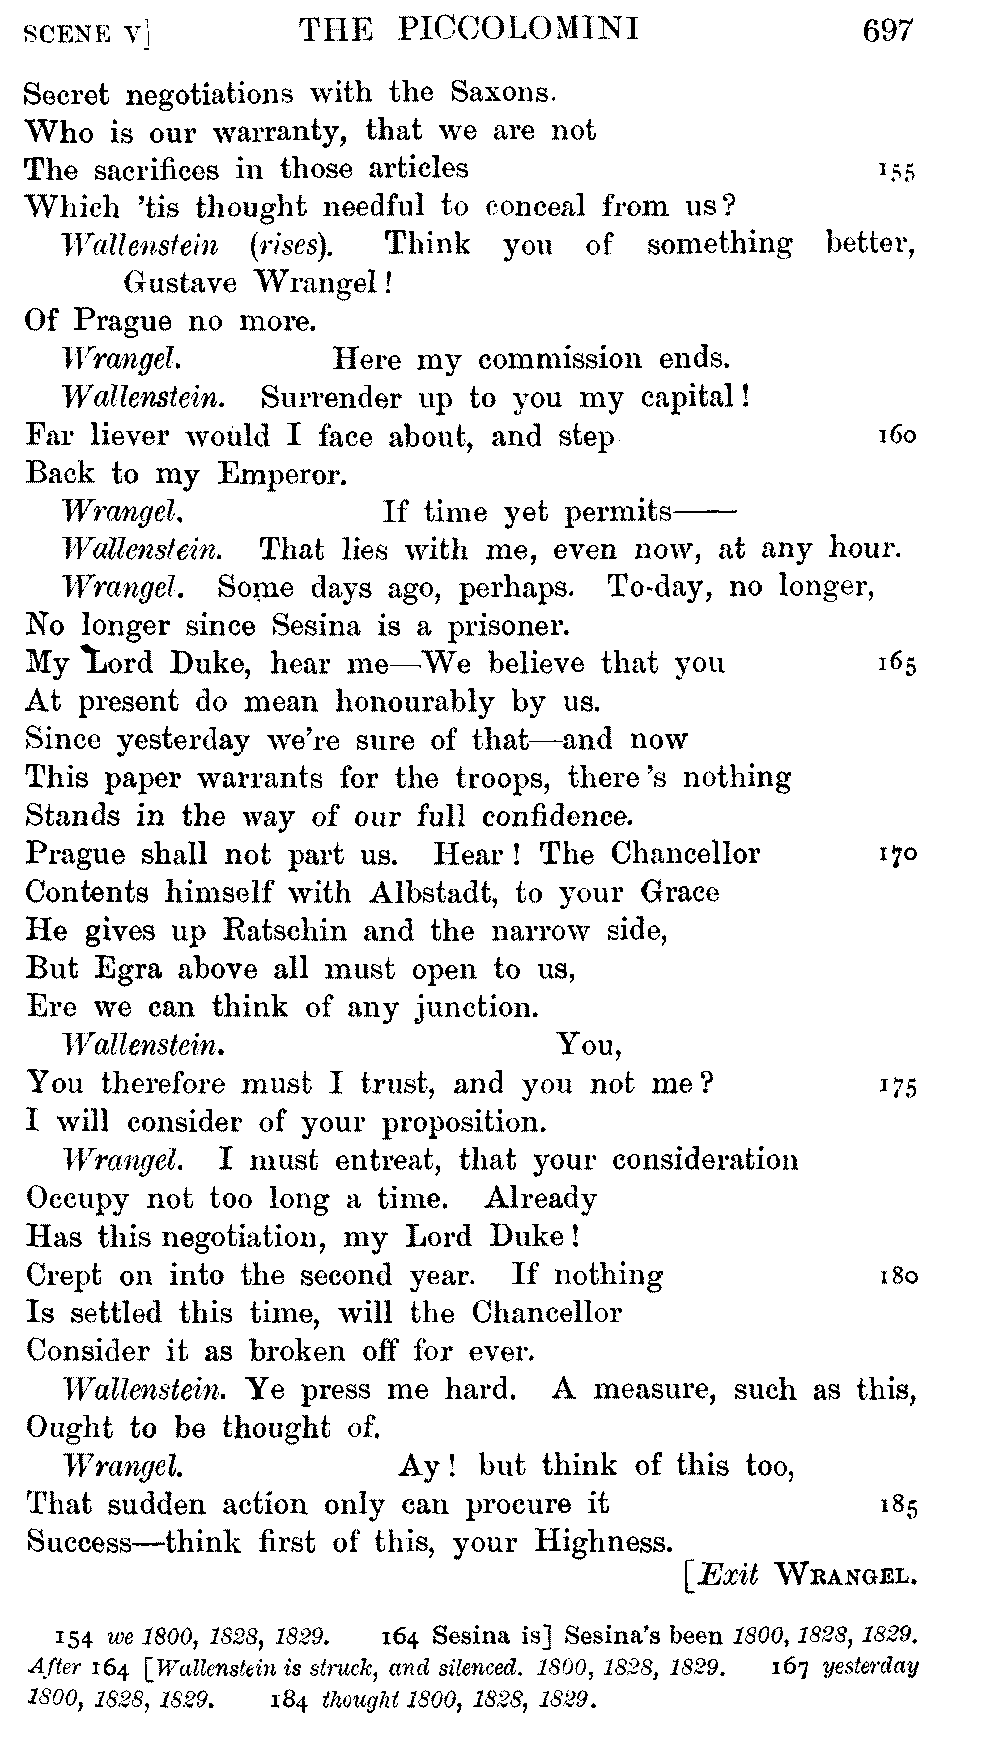 SCENE V] THE PICCOLOMINI 697
Secret negotiations with the Saxons.
Who is our warranty, that we are not
The sacrifices in those articles 155
Which 'tis thought needful to conceal from us?
Wallenstein (rises). Think you of something better,
Gustave Wrangel!
Of Prague no more.
Wrangel. Here my commission ends.
Wallenstein. Surrender up to you my capital!
Far liever would I face about, and step 160
Back to my Emperor.
Wrangel. If time yet permits——
Wallenstein. That lies with me, even now, at any hour.
Wrangel. Some days ago, perhaps. To-day, no longer,
No longer since Sesina is a prisoner.
My Lord Duke, hear me—We believe that you 165
At present do mean honourably by us.
Since yesterday we're sure of that—and now
This paper warrants for the troops, there's nothing
Stands in the way of our full confidence.
Prague shall not part us. Hear! The Chancellor 170
Contents himself with Albstadt, to your Grace
He gives up Ratschin and the narrow side,
But Egra above all must open to us,
Ere we can think of any junction.
Wallenstein. You,
You therefore must I trust, and you not me? 175
I will consider of your proposition.
Wrangel. I must entreat, that your consideration
Occupy not too long a time. Already
Has this negotiation, my Lord Duke!
Crept on into the second year. If nothing 180
Is settled this time, will the Chancellor
Consider it as broken off for ever.
Wallenstein. Ye press me hard. A measure, such as this,
Ought to be thought of.
Wrangel. Ay! but think of this too,
That sudden action only can procure it 185
Success—think first of this, your Highness.
[Exit WRANGEL.
154 we 1800, 1828, 1829. 164 Sesina is] Sesina's been 1800, 1828, 1829.
After 164 [Wallenstein is struck, and silenced. 1800, 1828, 1829. 167 yesterday
1800, 1828, 1829. 184 thought 1800, 1828, 1829.